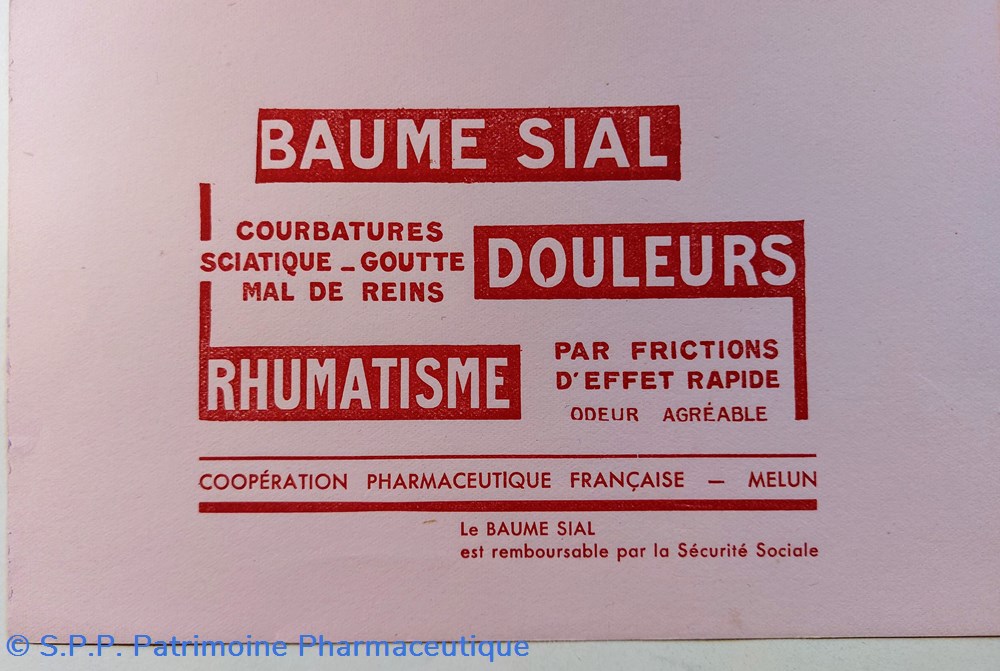 BAUME SIAL
COURBATURES
SCIATIQUE - GOUTTE
MAL DE REINS
DOULEURS
RHUMATISME
PAR FRICTIONS
D'EFFET RAPIDE
ODEUR AGRÉABLE
COOPÉRATION PHARMACEUTIQUE FRANÇAISE — MELUN
Le BAUME SIAL
est remboursable par la Sécurité Sociale
© S.P.P. Patrimoine Pharmaceutique